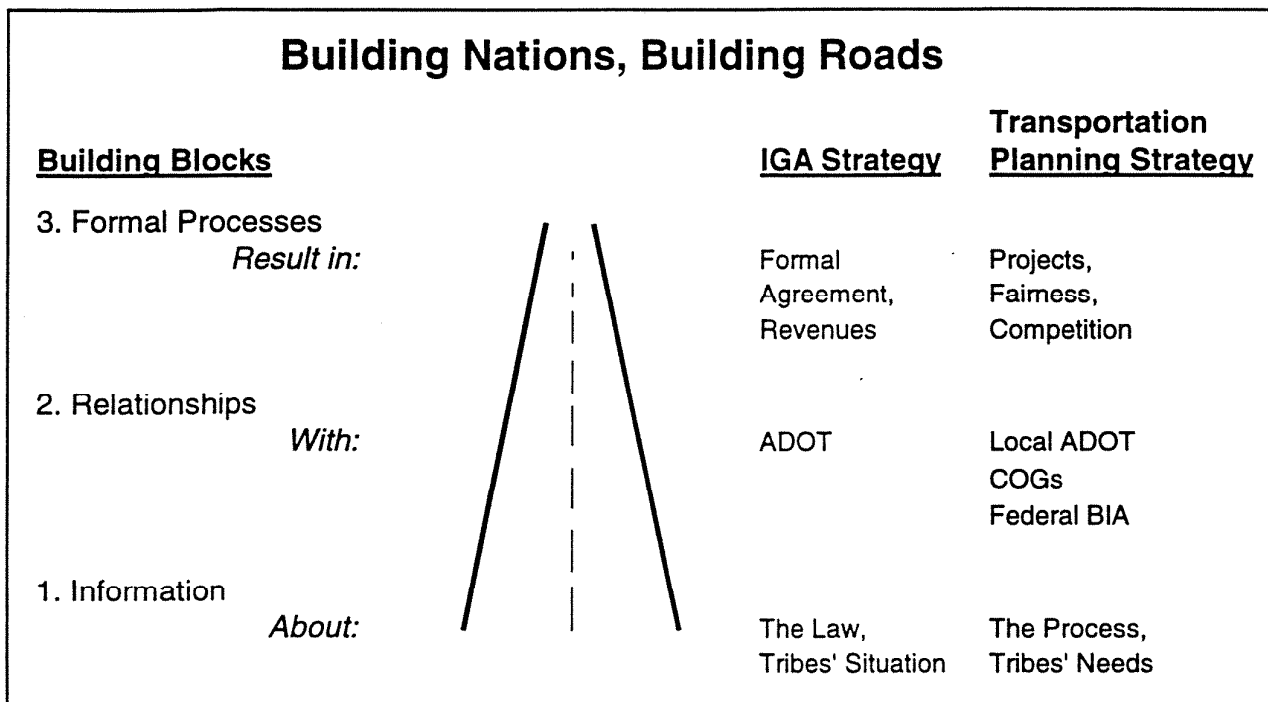 Building Nations, Building Roads
Building Blocks
IGA Strategy
Transportation
Planning Strategy
3. Formal Processes
Result in:
Formal
Agreement,
Revenues
Projects,
Fairness,
Competition
2. Relationships
With:
ADOT
Local ADOT
COGs
Federal BIA
1. Information
About:
The Law,
Tribes' Situation
The Process,
Tribes' Needs